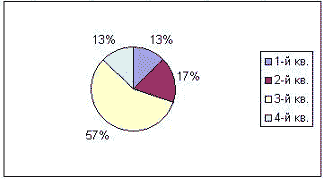 13% 13%
17%
57%
1-й кв.
2-й кв.
3-й кв.
4-й кв.